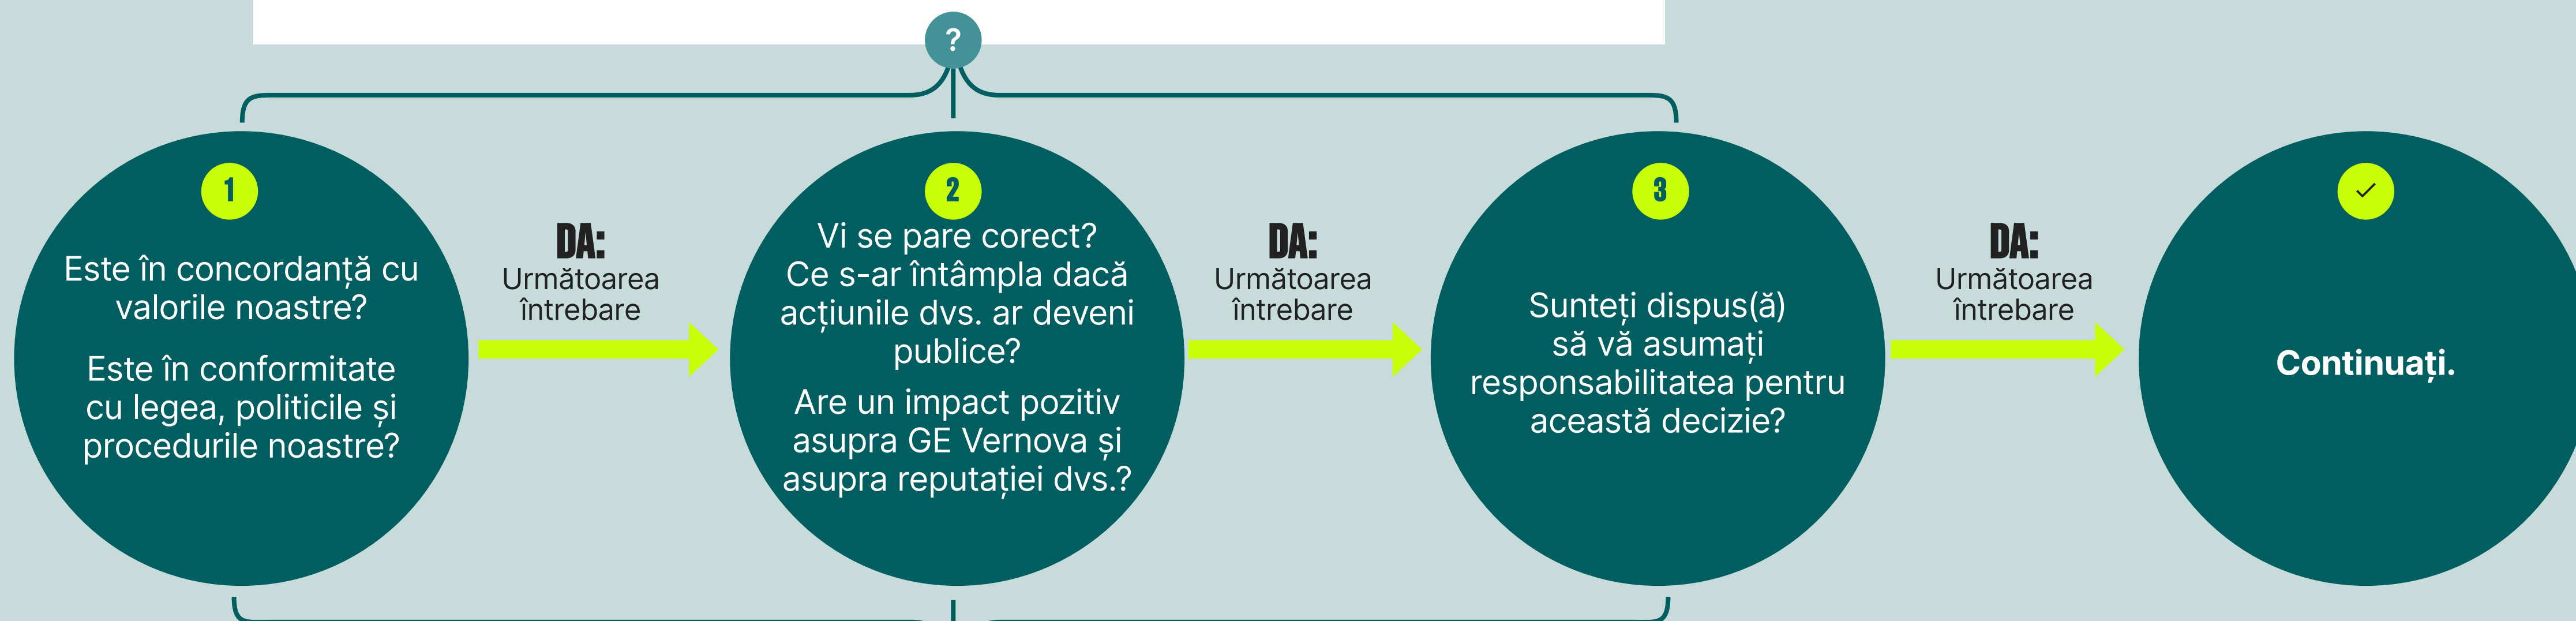 ?
1
Este în concordanță cu
valorile noastre?
Este în conformitate
cu legea, politicile și
procedurile noastre?
DA:
Următoarea
întrebare
2
Vi se pare corect?
Ce s-ar întâmpla dacă
acțiunile dvs. ar deveni
publice?
Are un impact pozitiv
asupra GE Vernova și
asupra reputației dvs.?
DA:
Următoarea
întrebare
3
Sunteți dispus(ă)
să vă asumați
responsabilitatea pentru
această decizie?
DA:
Următoarea
întrebare
Continuați.